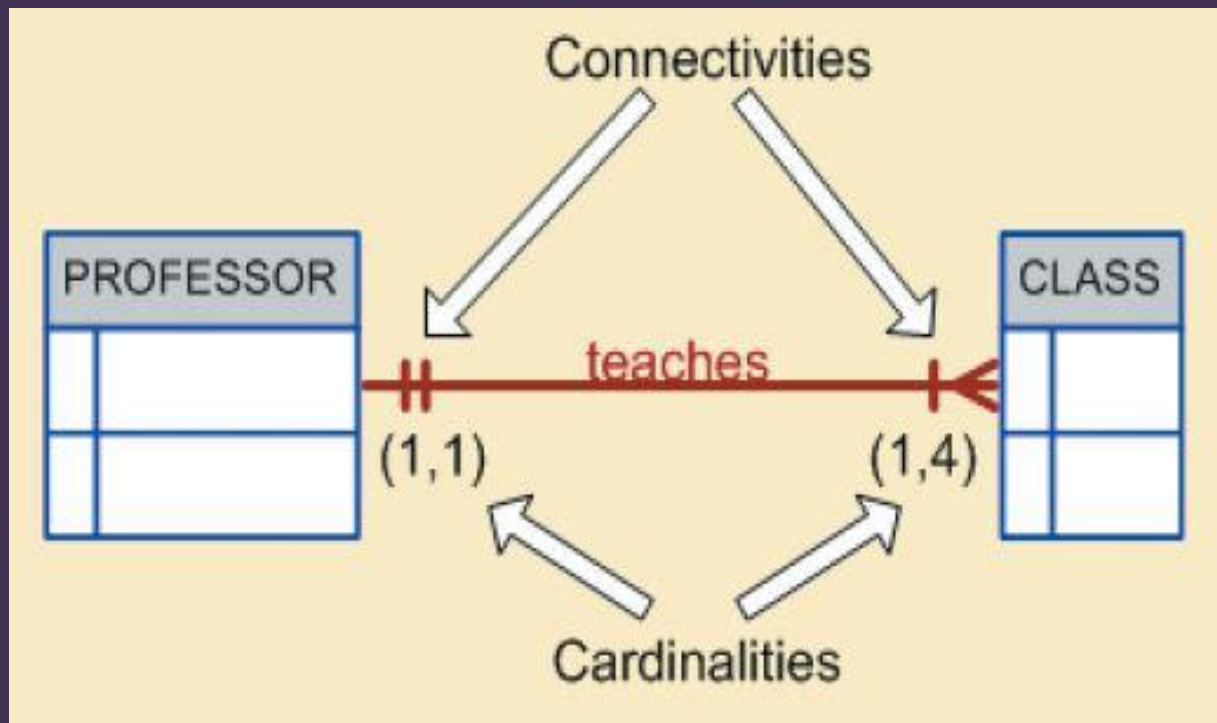 Connectivities
PROFESSOR
CLASS
teaches
(1,1)
(1,4)
Cardinalities